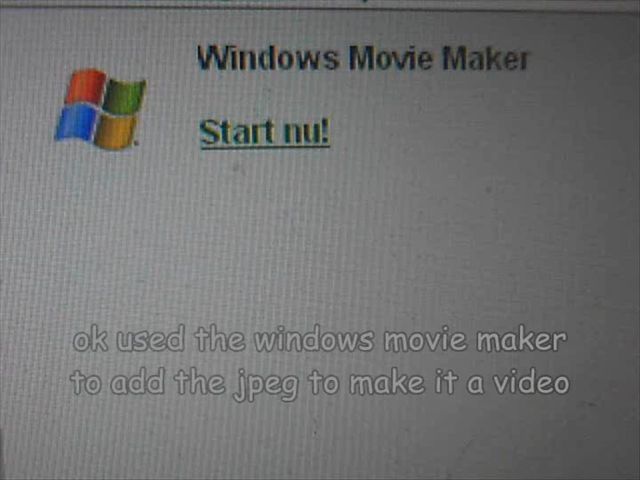 Windows Movie Maker
Start nu!
ok used the windows movie maker
to add the jpeg to make it a video